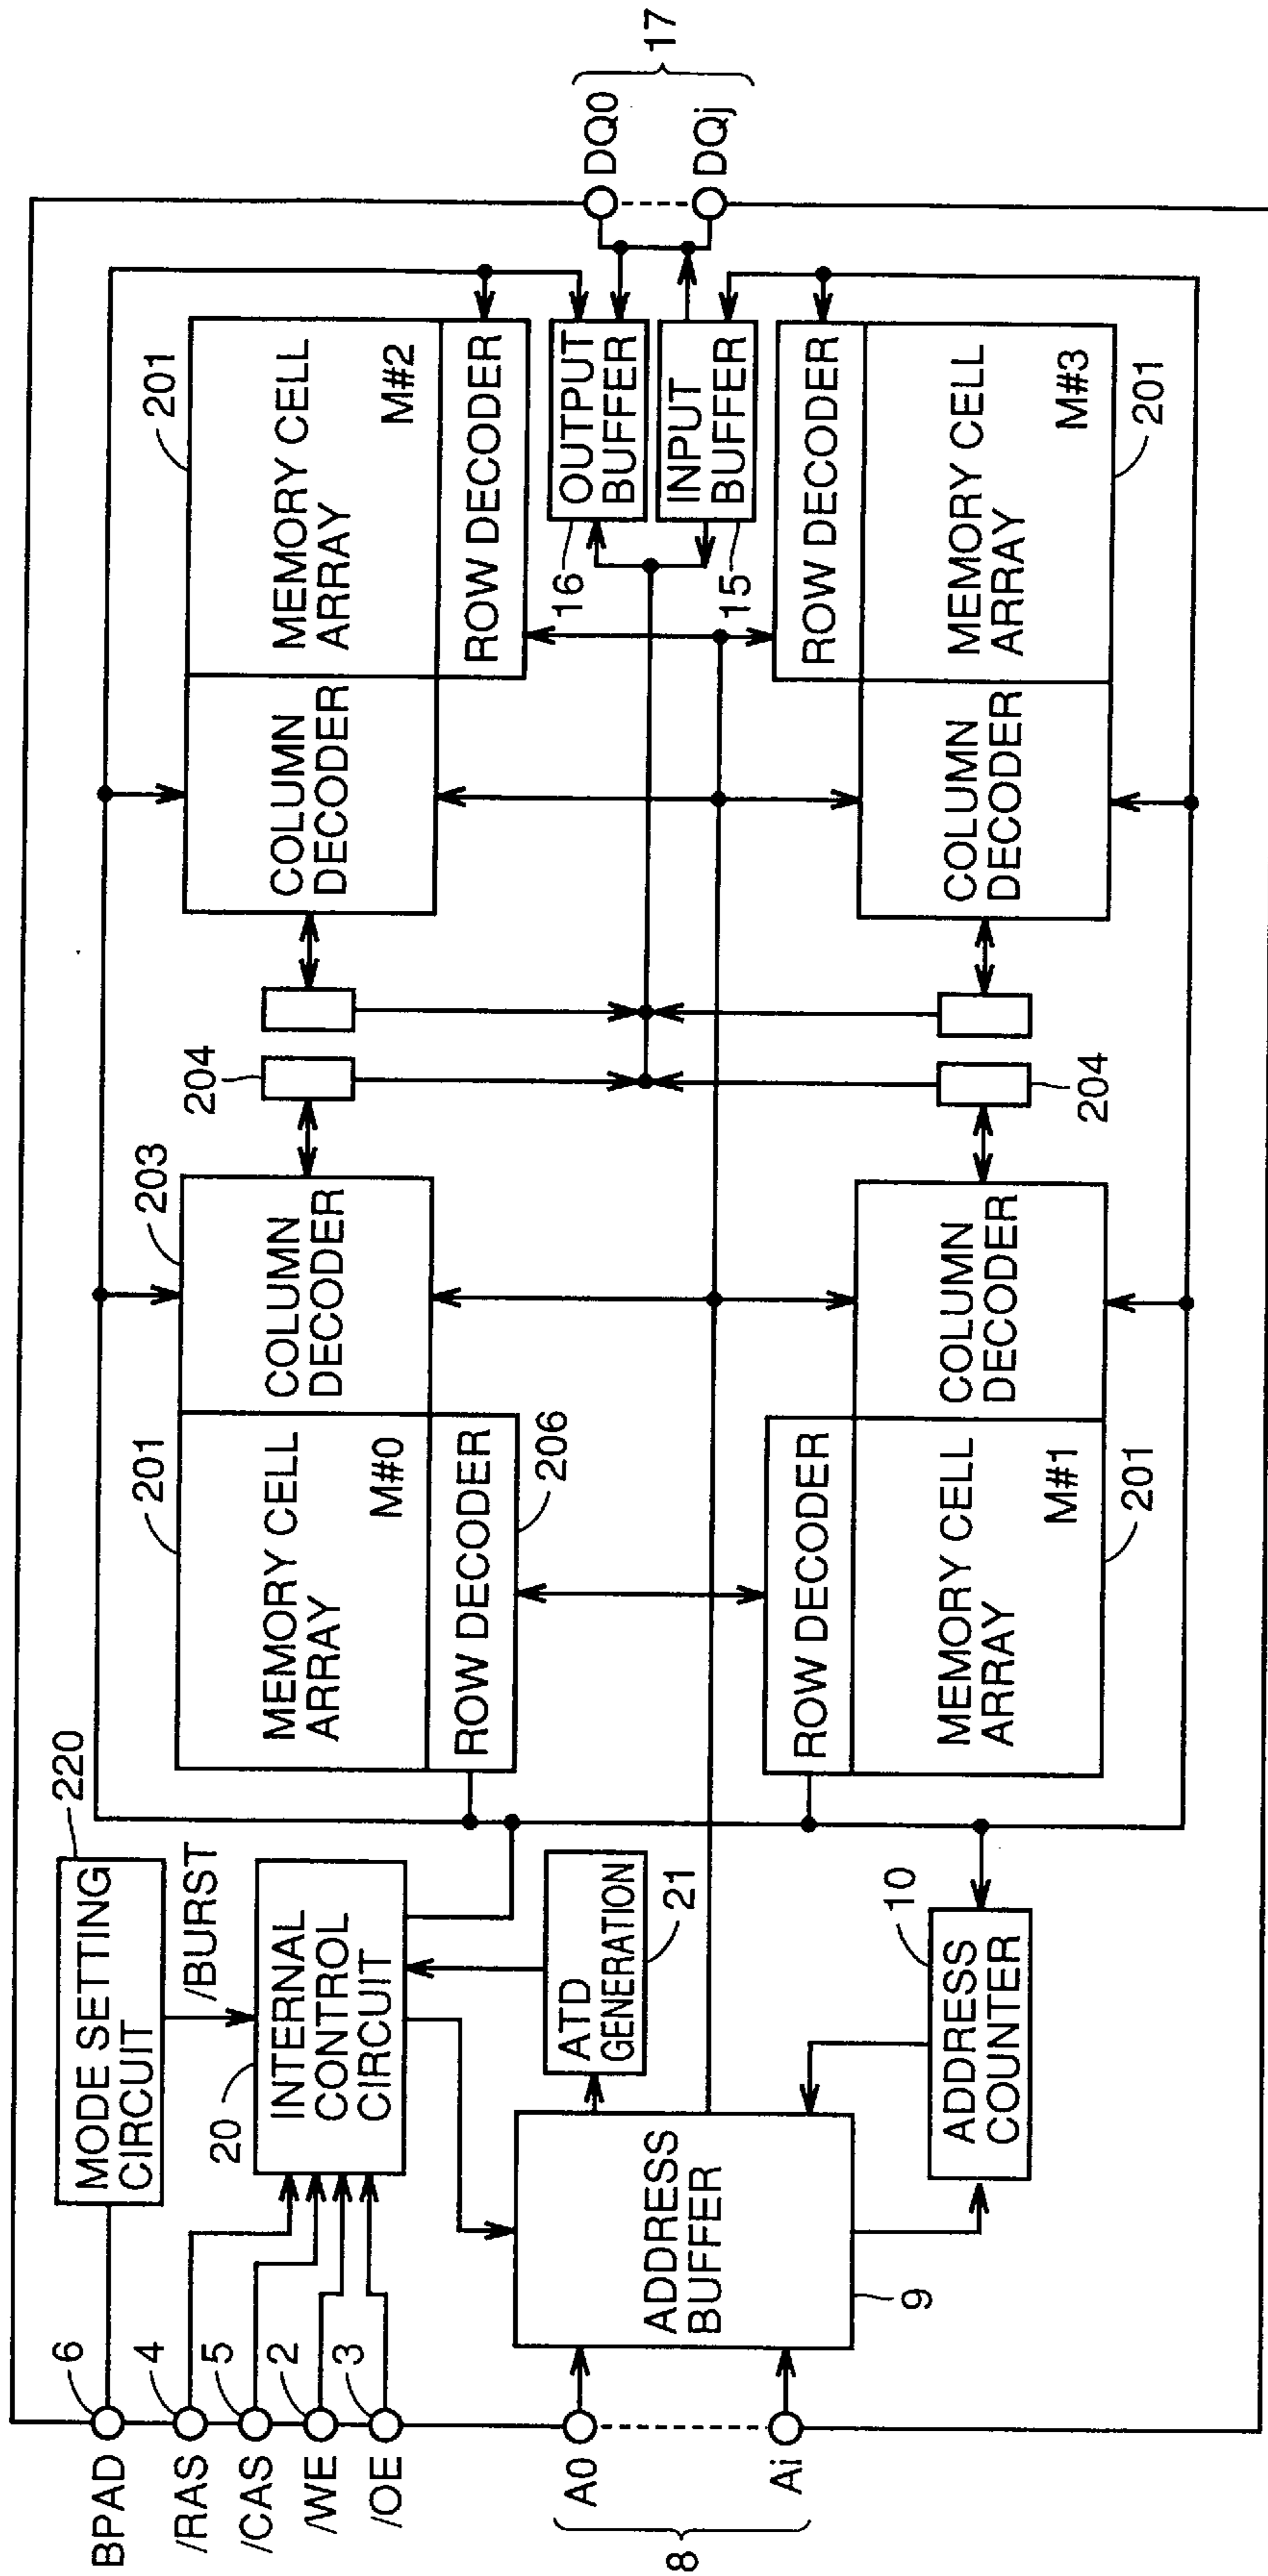 BPAD
6
/RAS
4
/CAS
5
/WE
2
/OE
3
A0
Ai
8
MODE SETTING
CIRCUIT
220
/BURST
20
INTERNAL
CONTROL
CIRCUIT
ATD
GENERATION
21
ADDRESS
BUFFER
9
ADDRESS
COUNTER
10
201
MEMORY CELL
ARRAY
M#0
ROW DECODER
206
COLUMN
DECODER
203
204
ROW DECODER
MEMORY CELL
ARRAY
M#1
201
COLUMN
DECODER
204
COLUMN
DECODER
201
MEMORY CELL
ARRAY
M#2
ROW DECODER
16
OUTPUT
BUFFER
INPUT
BUFFER
15
ROW DECODER
COLUMN
DECODER
MEMORY CELL
ARRAY
M#3
201
DQ0
DQj
17